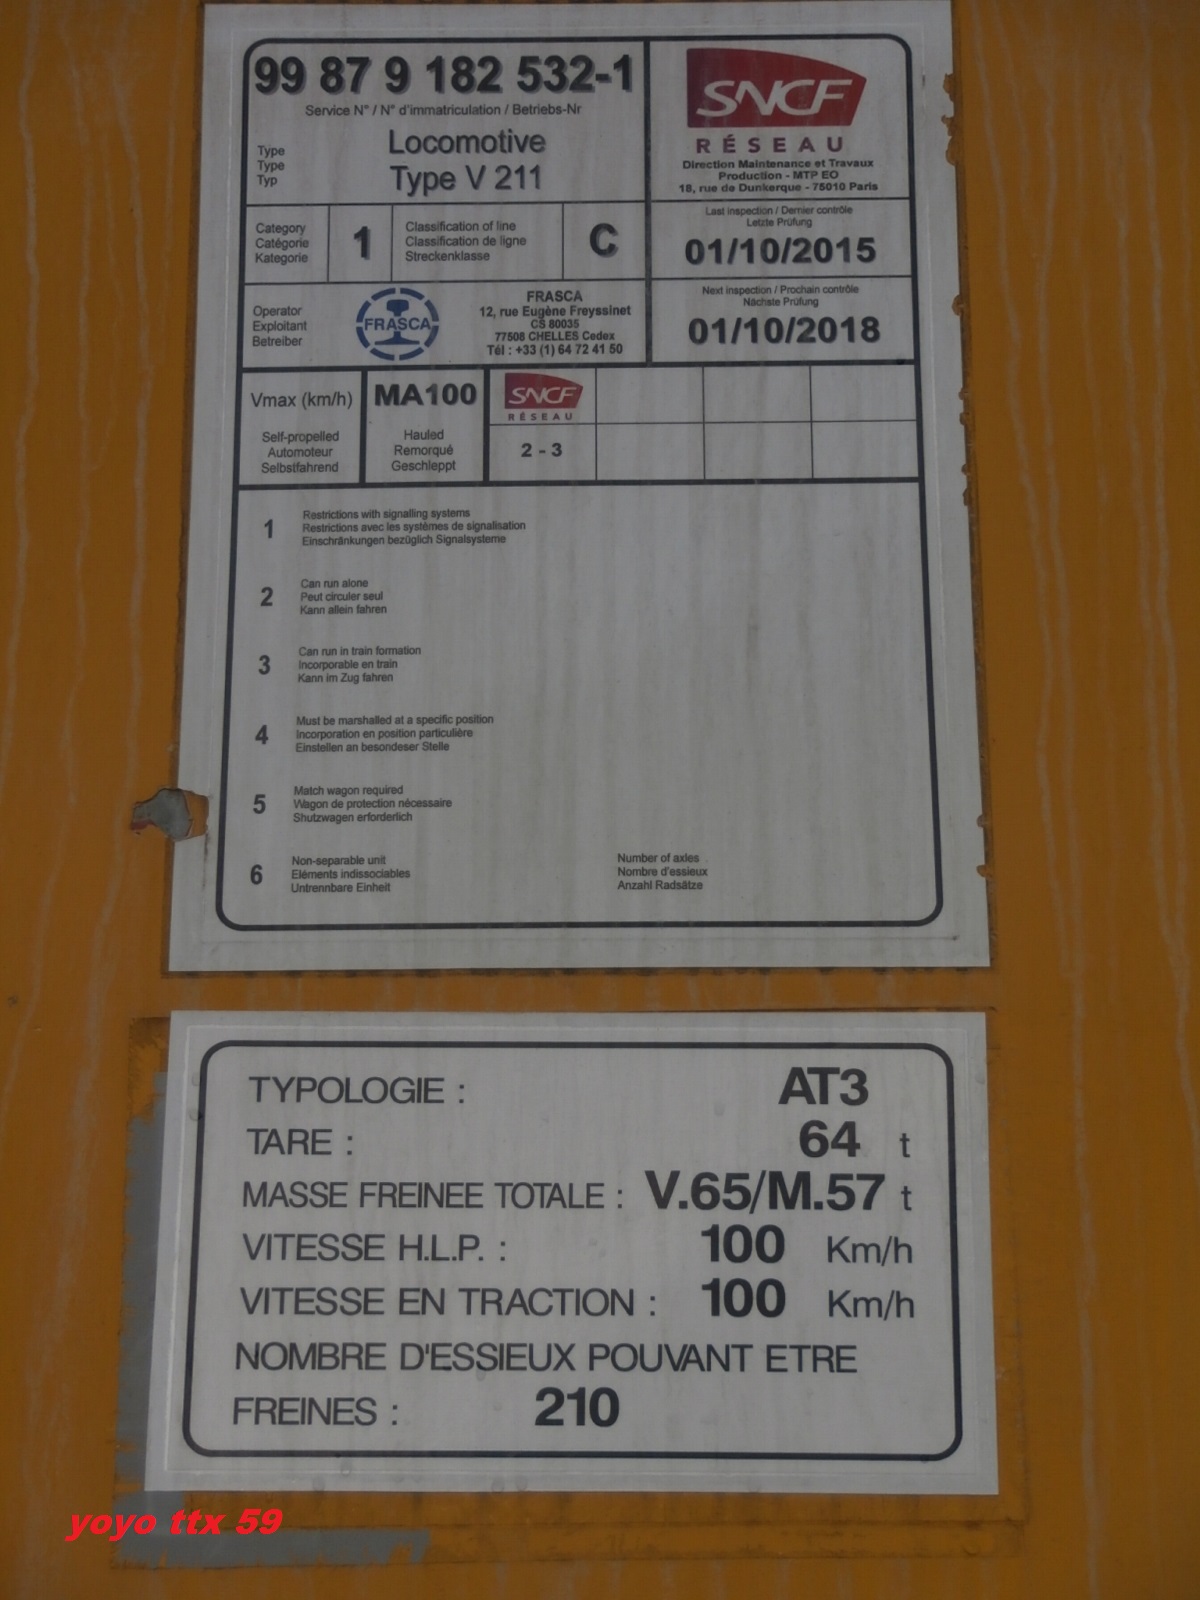 99 87 9 182 532-1
Service N° / N° d'immatriculation / Betriebs-Nr
Type
Type
Typ
Locomotive
Type V 211
SNCF
RÉSEAU
Direction Maintenance et Travaux
Production - MTP EO
18, rue de Dunkerque - 75010 Paris
Category
Catégorie
Kategorie
1
Classification of line
Classification de ligne
Streckenklasse
C
Last inspection / Dernier contrôle
Letzte Prüfung
01/10/2015
Operator
Exploitant
Betreiber
FRASCA
FRASCA
12, rue Eugène Freyssinet
CS 80035
77508 CHELLES Cedex
Tél : +33 (1) 64 72 41 50
Next inspection / Prochain contrôle
Nächste Prüfung
01/10/2018
Vmax (km/h)
Self-propelled
Automoteur
Selbstfahrend
MA100
Hauled
Remorqué
Geschleppt
SNCF
RÉSEAU
2 - 3
1
Restrictions with signalling systems
Restrictions avec les systèmes de signalisation
Einschränkungen bezüglich Signalsysteme
2
Can run alone
Peut circuler seul
Kann allein fahren
3
Can run in train formation
Incorporable en train
Kann im Zug fahren
4
Must be marshalled at a specific position
Incorporation en position particulière
Einstellen an besondeser Stelle
5
Match wagon required
Wagon de protection nécessaire
Shutzwagen erforderlich
6
Non-separable unit
Eléments indissociables
Untrennbare Einheit
Number of axles
Nombre d'essieux
Anzahl Radsätze
TYPOLOGIE : AT3
TARE : 64 t
MASSE FREINEE TOTALE : V.65/M.57 t
VITESSE H.L.P. : 100 Km/h
VITESSE EN TRACTION : 100 Km/h
NOMBRE D'ESSIEUX POUVANT ETRE
FREINES : 210
yoyo ttx 59